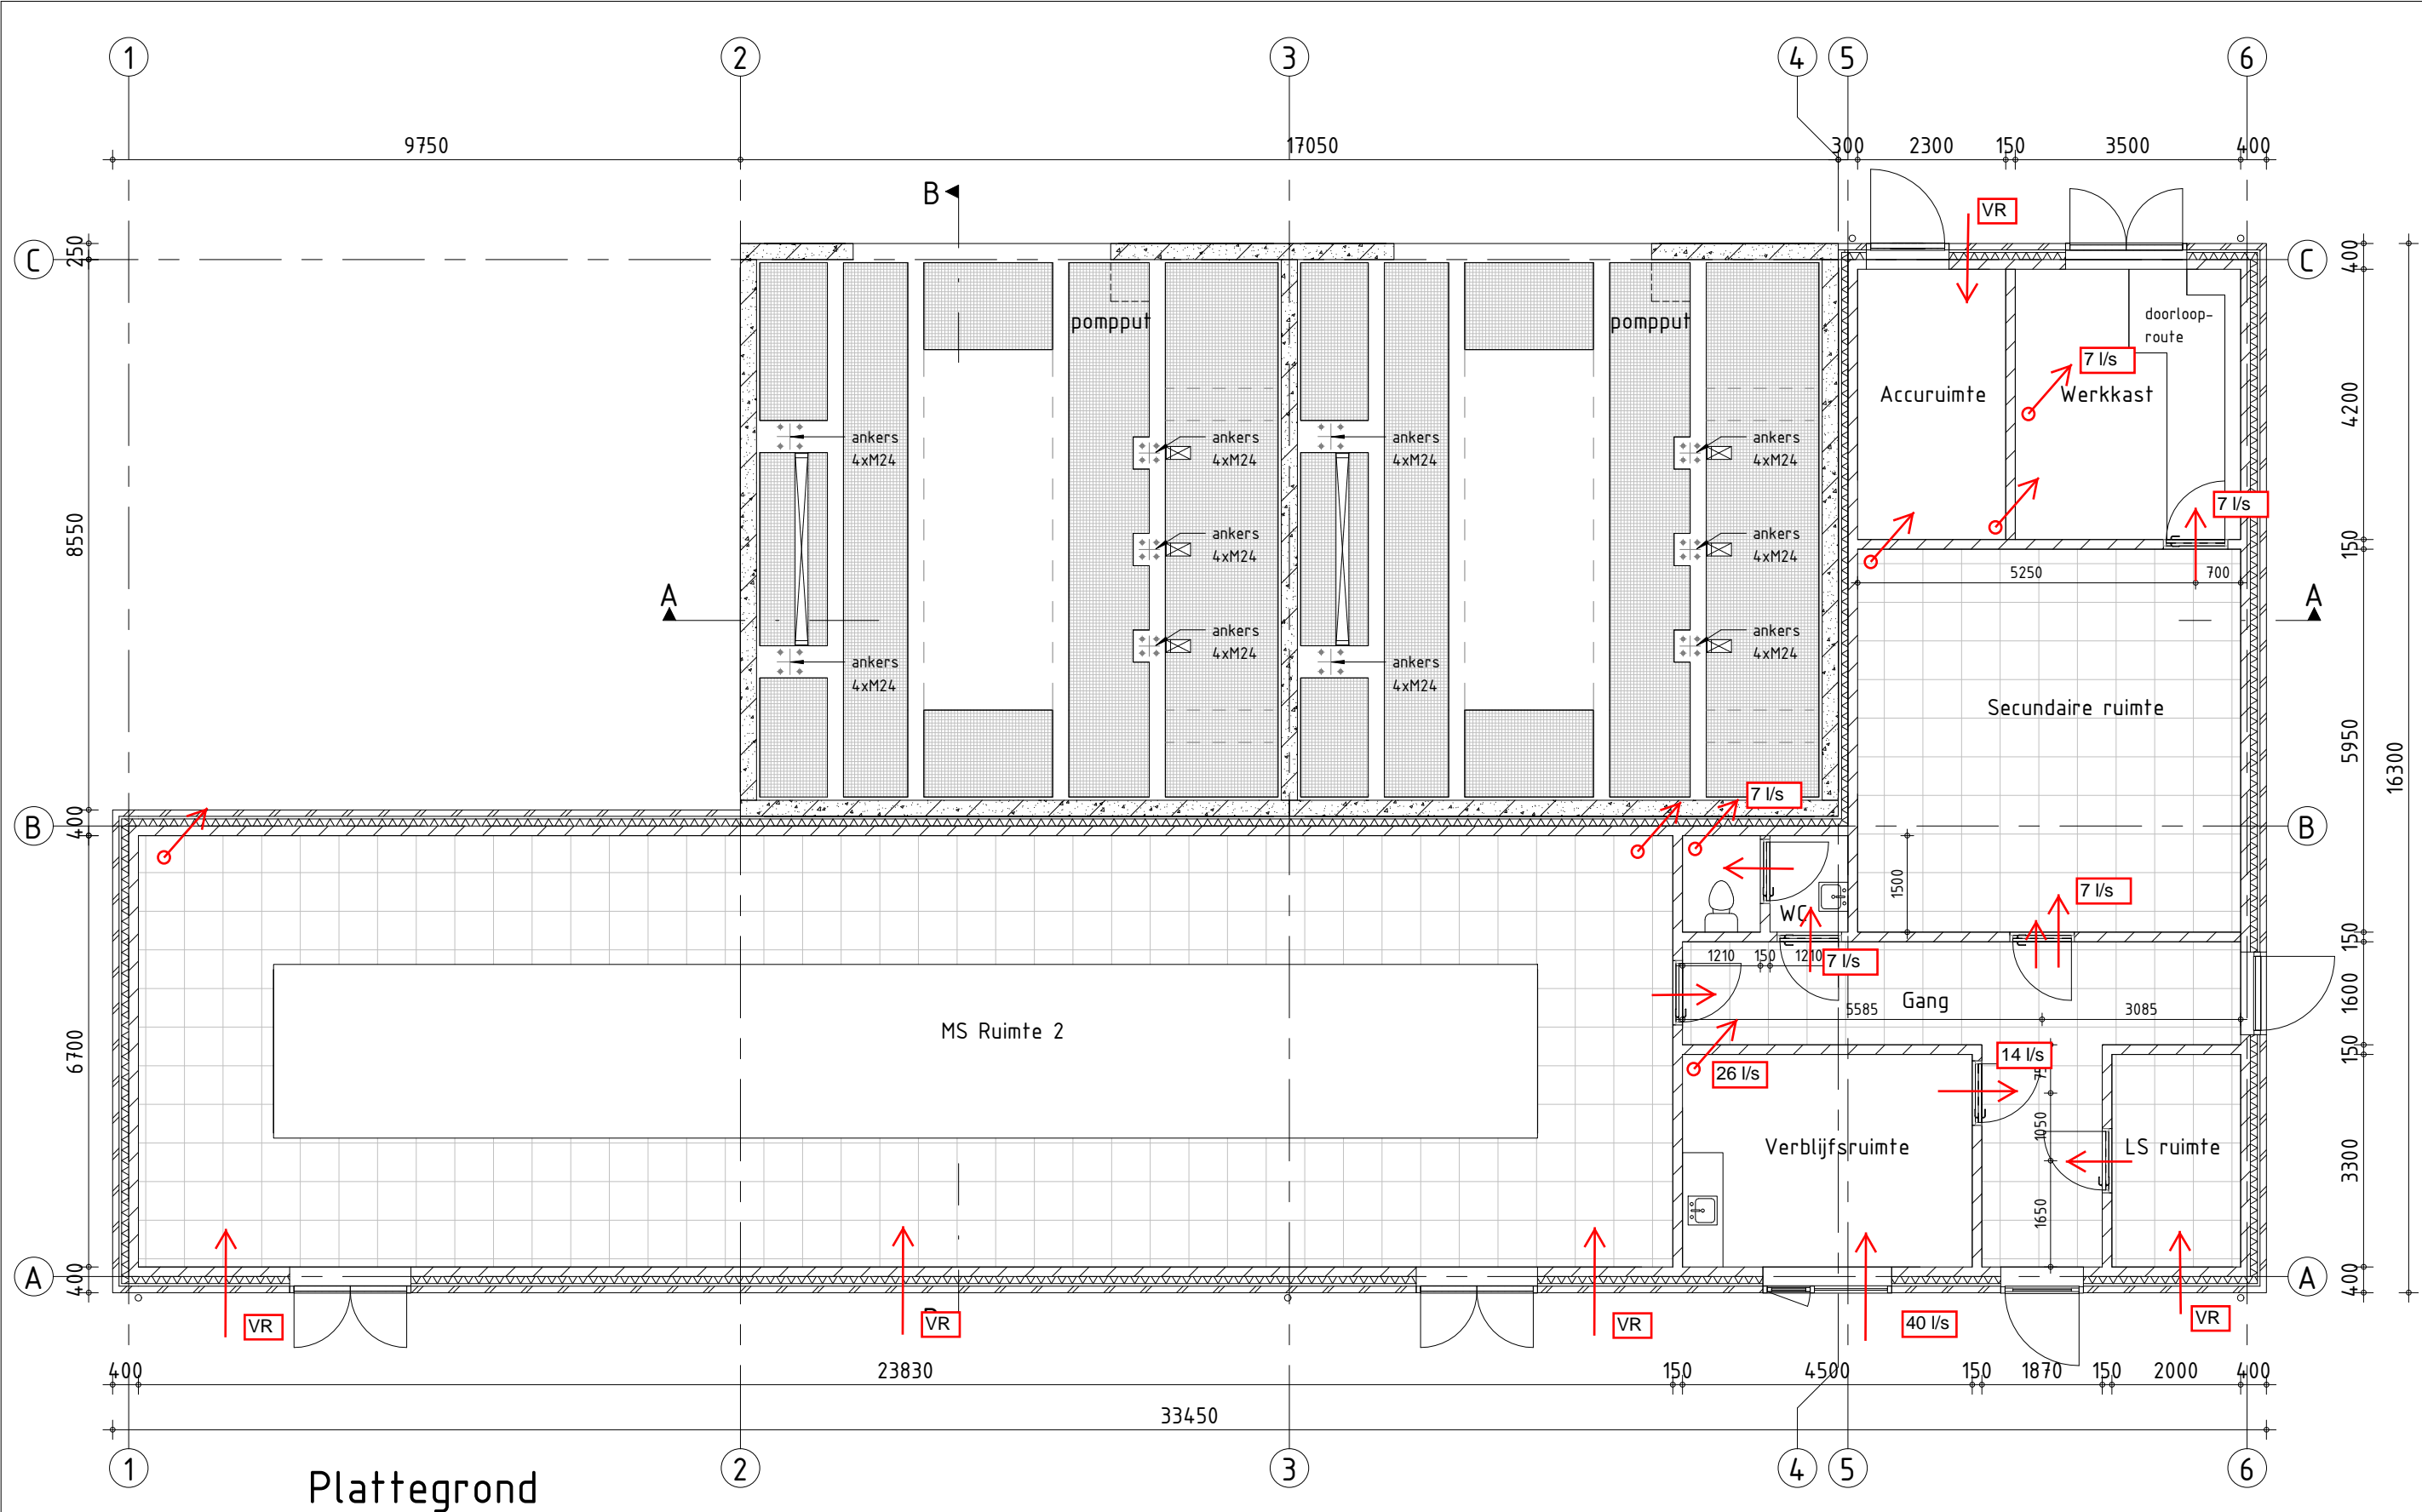 1 2 3 4 5 6
9750 17050 300 2300 150 3500 400
B
VR
C 250 400 C
pompput pompput
doorloop-
route
7 l/s
Accuruimte Werkkast
4200
ankers ankers ankers ankers
4xM24 4xM24 4xM24 4xM24
7 l/s
8550
ankers ankers
4xM24 4xM24
150
5250 700
A A
ankers ankers
4xM24 4xM24
ankers ankers
4xM24 4xM24
Secundaire ruimte
5950
16300
7 l/s
B 400 B
1500
7 l/s
WC
150
1210 150 1210
7 l/s
Gang
1600
5585 3085
MS Ruimte 2
6700
14 l/s
150
26 l/s
1050
Verblijfsruimte LS ruimte
3300
1650
A 400 400 A
VR VR VR 40 l/s VR
400 23830 150 4500 150 1870 150 2000 400
33450
1 2 3 4 5 6
Plattegrond